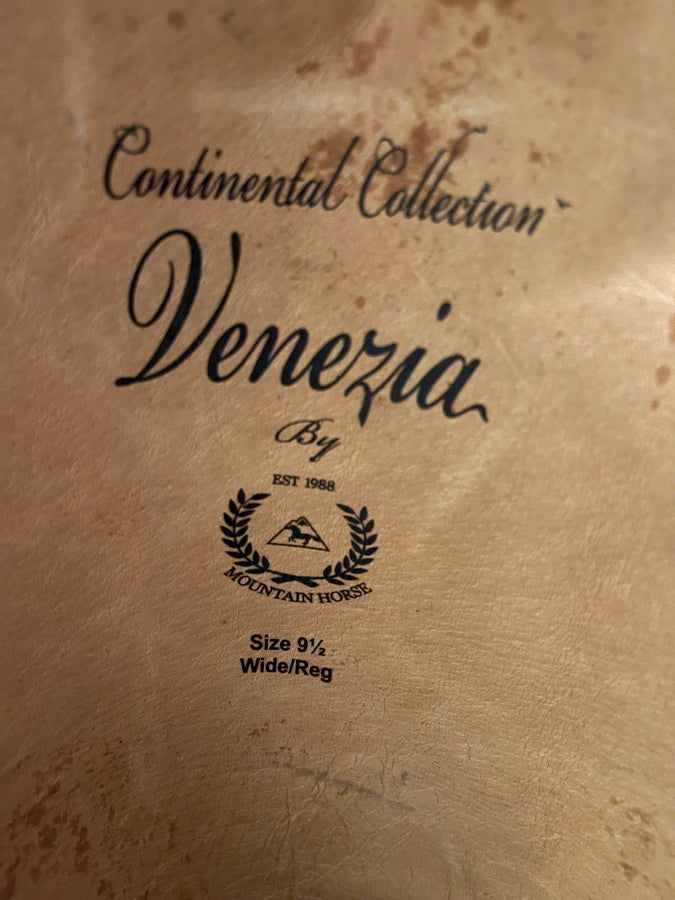 Continental Collection
Venezia
By
EST 1988
MOUNTAIN HORSE
Size 9½
Wide/Reg